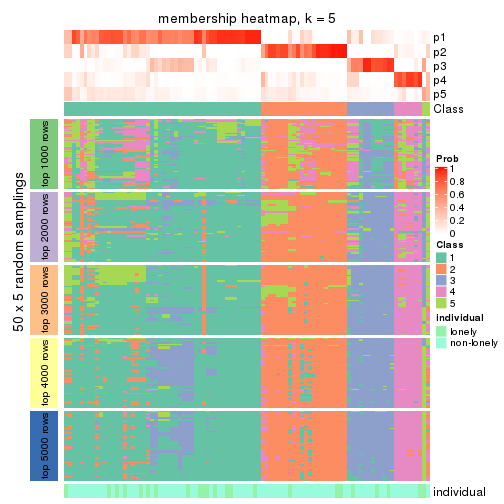 membership heatmap, k = 5
p1
p2
p3
p4
p5
Class
50 x 5 random samplings
top 1000 rows
top 2000 rows
top 3000 rows
top 4000 rows
top 5000 rows
individual
Prob
1
0.8
0.6
0.4
0.2
0
Class
1
2
3
4
5
individual
lonely
non-lonely